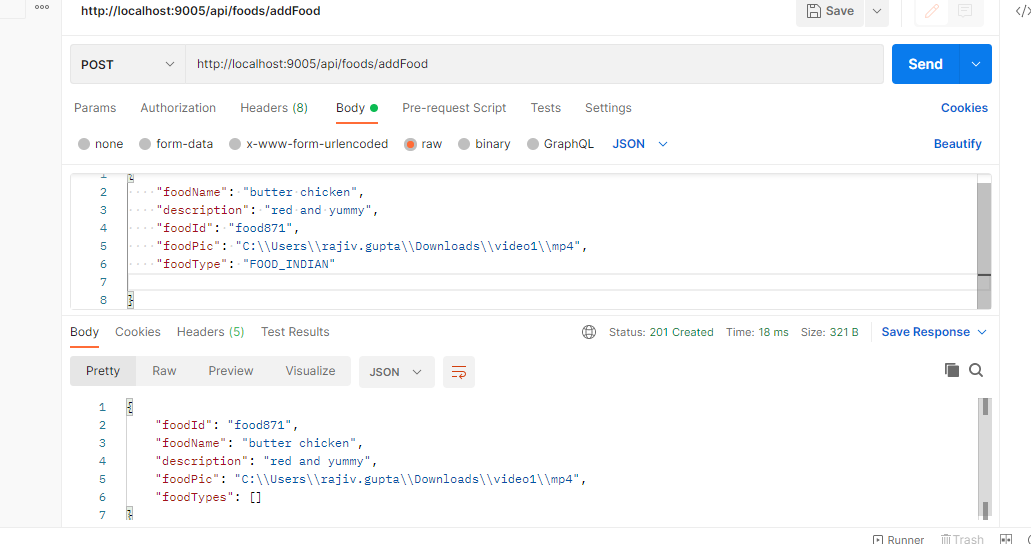 http://localhost:9005/api/foods/addFood
Save
POST
http://localhost:9005/api/foods/addFood
Send
Params Authorization Headers (8) Body Pre-request Script Tests Settings Cookies
none form-data x-www-form-urlencoded raw binary GraphQL JSON Beautify
1 {
2 "foodName": "butter chicken",
3 "description": "red and yummy",
4 "foodId": "food871",
5 "foodPic": "C:\\Users\\rajiv.gupta\\Downloads\\video1\\mp4",
6 "foodType": "FOOD_INDIAN"
7
8 }
Body Cookies Headers (5) Test Results Status: 201 Created Time: 18 ms Size: 321 B Save Response
Pretty Raw Preview Visualize JSON
1 {
2 "foodId": "food871",
3 "foodName": "butter chicken",
4 "description": "red and yummy",
5 "foodPic": "C:\\Users\\rajiv.gupta\\Downloads\\video1\\mp4",
6 "foodTypes": []
7 }
Runner Trash